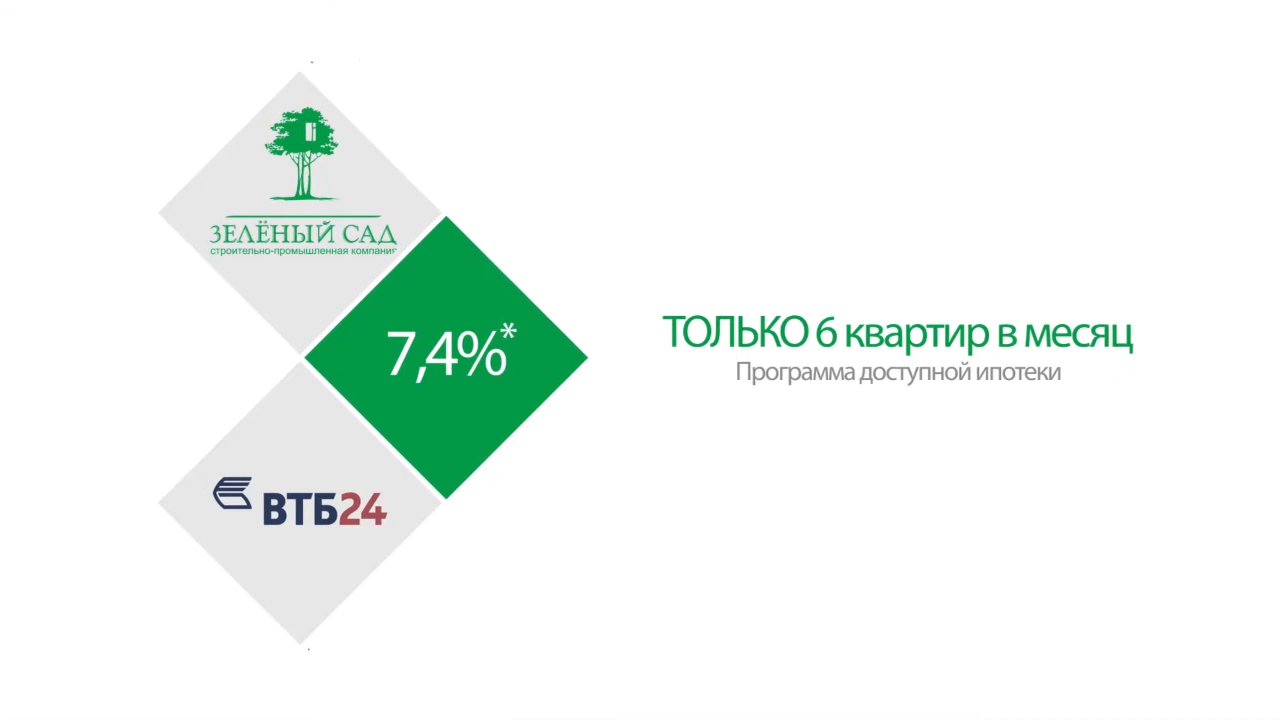 ЗЕЛЁНЫЙ САД
строительно-промышленная компания
7,4%*
ТОЛЬКО 6 квартир в месяц
Программа доступной ипотеки
ВТБ24